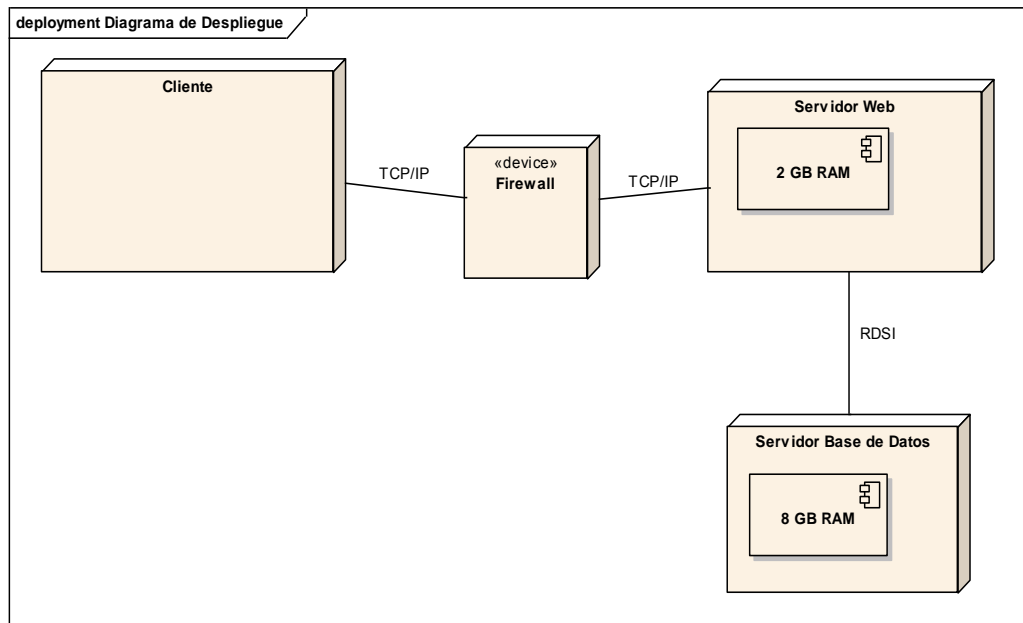 deployment Diagrama de Despliegue
Cliente
TCP/IP
«device»
Firewall
TCP/IP
Servidor Web
2 GB RAM
RDSI
Servidor Base de Datos
8 GB RAM